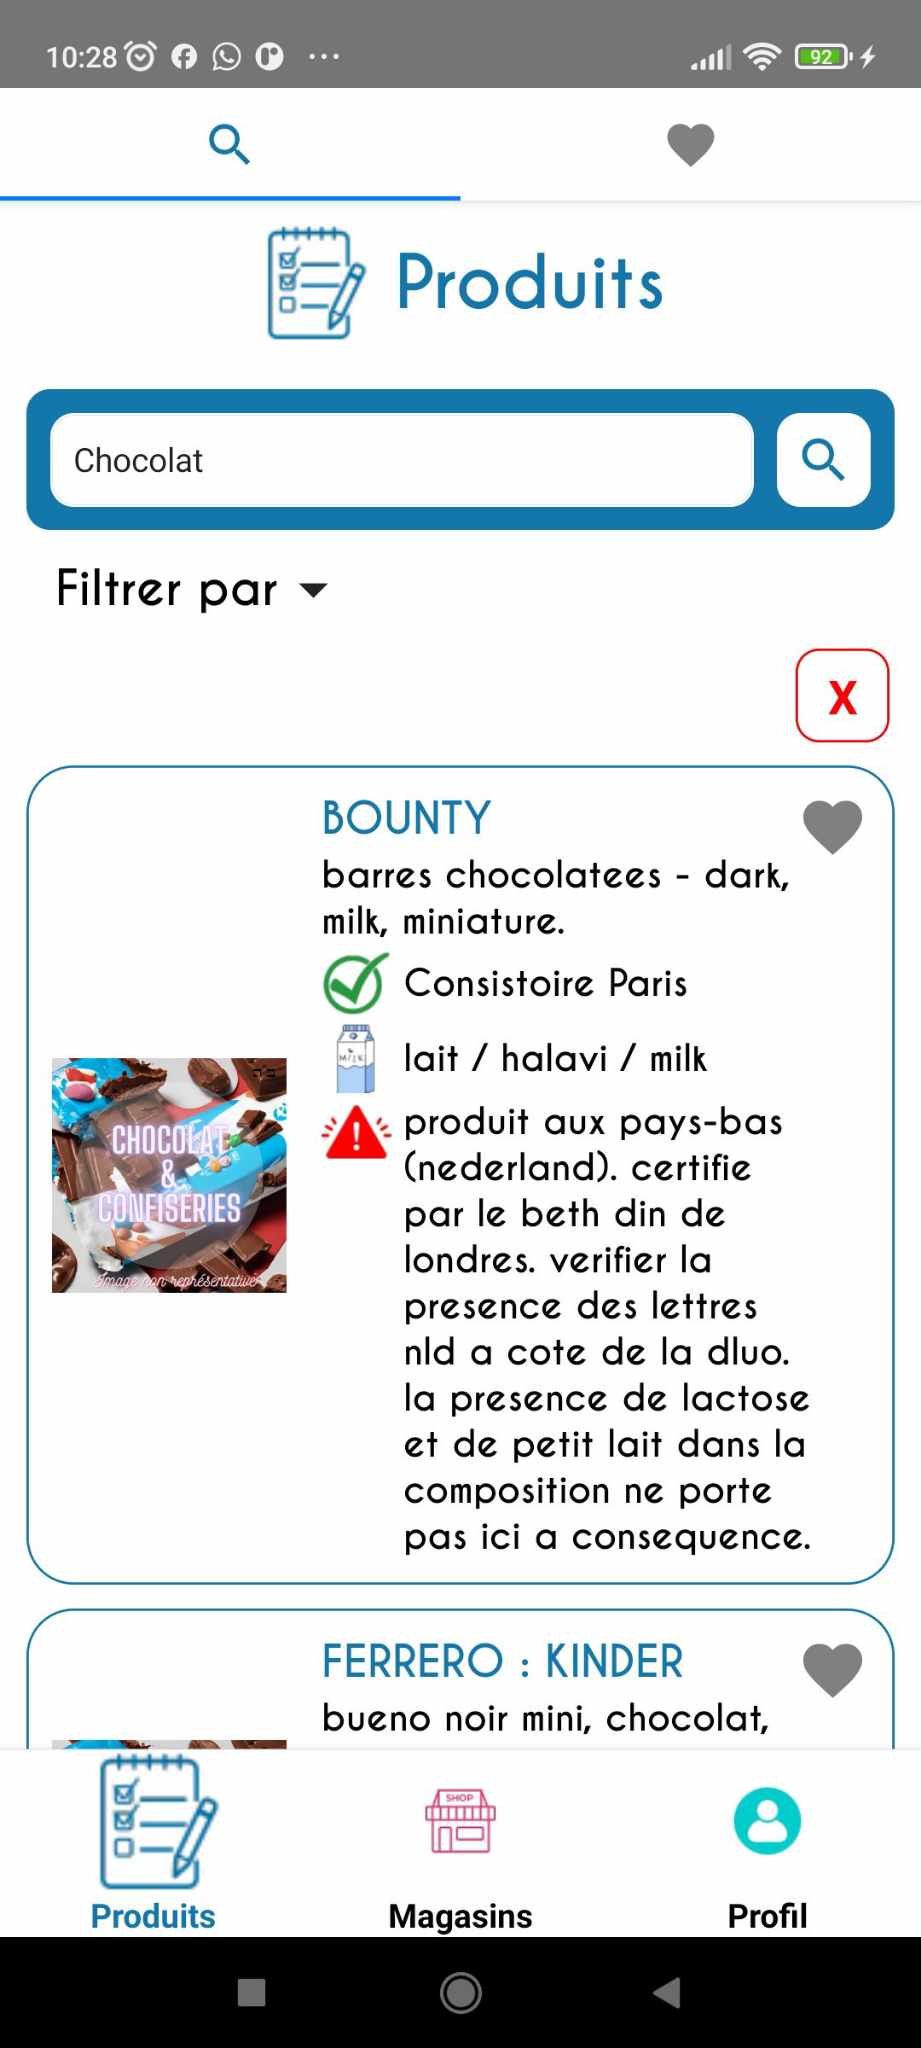 10:28
92
Produits
Chocolat
Filtrer par
X
BOUNTY
barres chocolatees - dark,
milk, miniature.
Consistoire Paris
MILK
lait / halavi / milk
CHOCOLAT
&
CONFISERIES
Image non représentative
produit aux pays-bas
(nederland). certifie
par le beth din de
londres. verifier la
presence des lettres
nld a cote de la dluo.
la presence de lactose
et de petit lait dans la
composition ne porte
pas ici a consequence.
FERRERO : KINDER
bueno noir mini, chocolat,
SHOP
Produits
Magasins
Profil